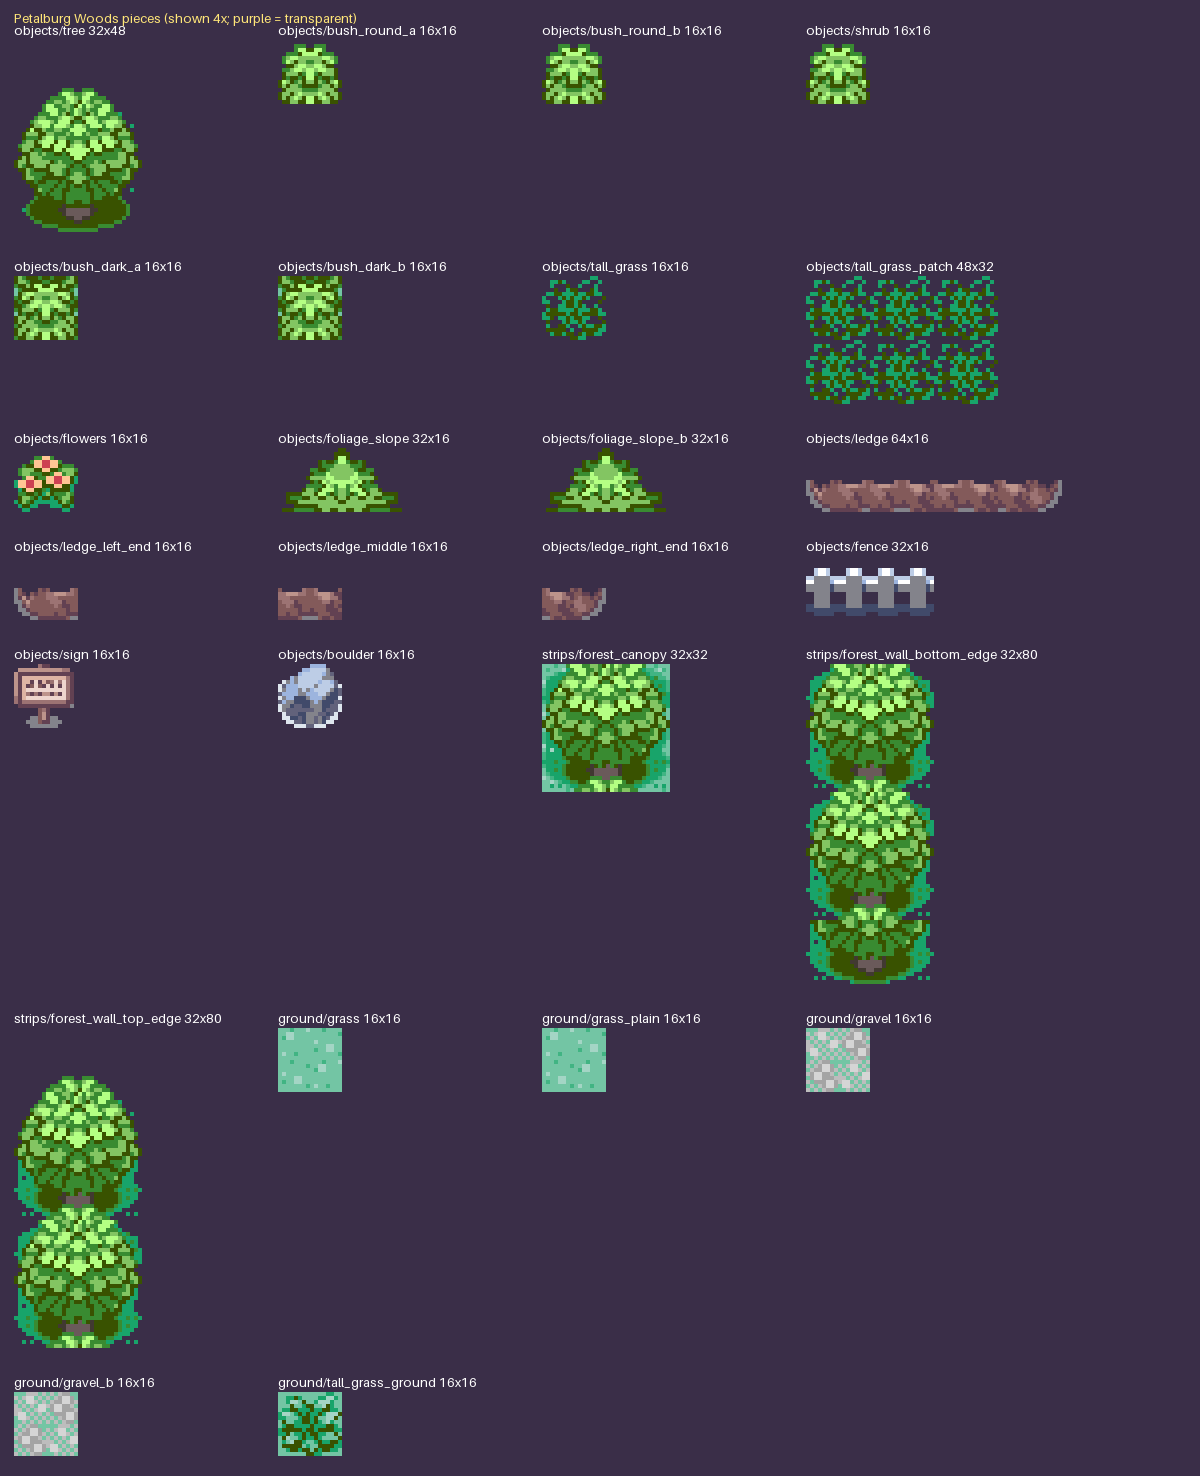 Petalburg Woods pieces (shown 4x; purple = transparent)
objects/tree 32x48
objects/bush_round_a 16x16
objects/bush_round_b 16x16
objects/shrub 16x16
objects/bush_dark_a 16x16
objects/bush_dark_b 16x16
objects/tall_grass 16x16
objects/tall_grass_patch 48x32
objects/flowers 16x16
objects/foliage_slope 32x16
objects/foliage_slope_b 32x16
objects/ledge 64x16
objects/ledge_left_end 16x16
objects/ledge_middle 16x16
objects/ledge_right_end 16x16
objects/fence 32x16
objects/sign 16x16
objects/boulder 16x16
strips/forest_canopy 32x32
strips/forest_wall_bottom_edge 32x80
strips/forest_wall_top_edge 32x80
ground/grass 16x16
ground/grass_plain 16x16
ground/gravel 16x16
ground/gravel_b 16x16
ground/tall_grass_ground 16x16